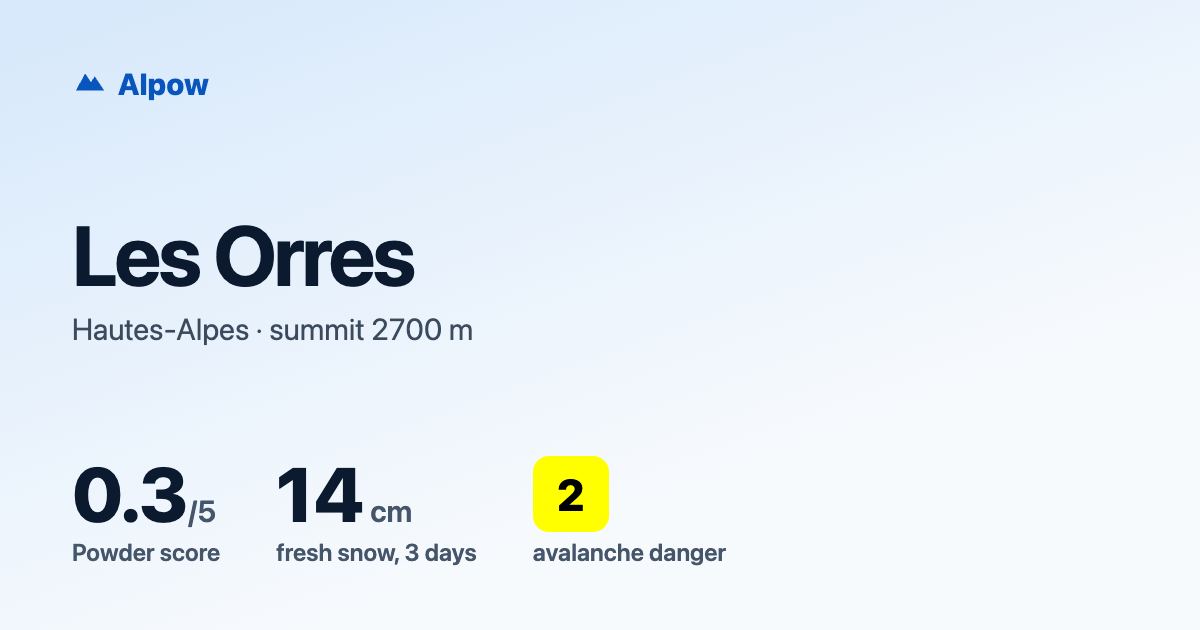 Alpow
Les Orres
Hautes-Alpes · summit 2700 m
0.3/5
Powder score
14 cm
fresh snow, 3 days
2
avalanche danger